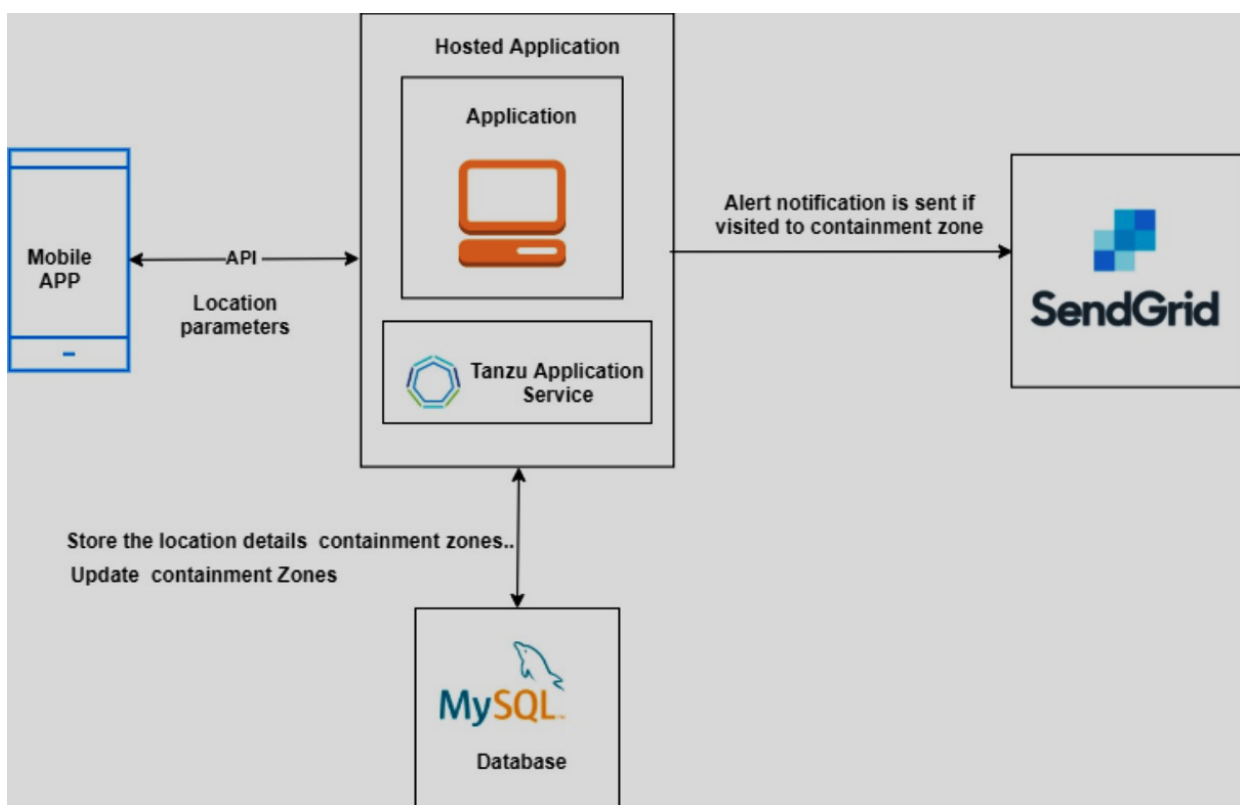 Hosted Application
Application
Mobile
APP
API
Location
parameters
Tanzu Application
Service
Alert notification is sent if
visited to containment zone
SendGrid
Store the location details  containment zones..
Update  containment Zones
MySQL
Database